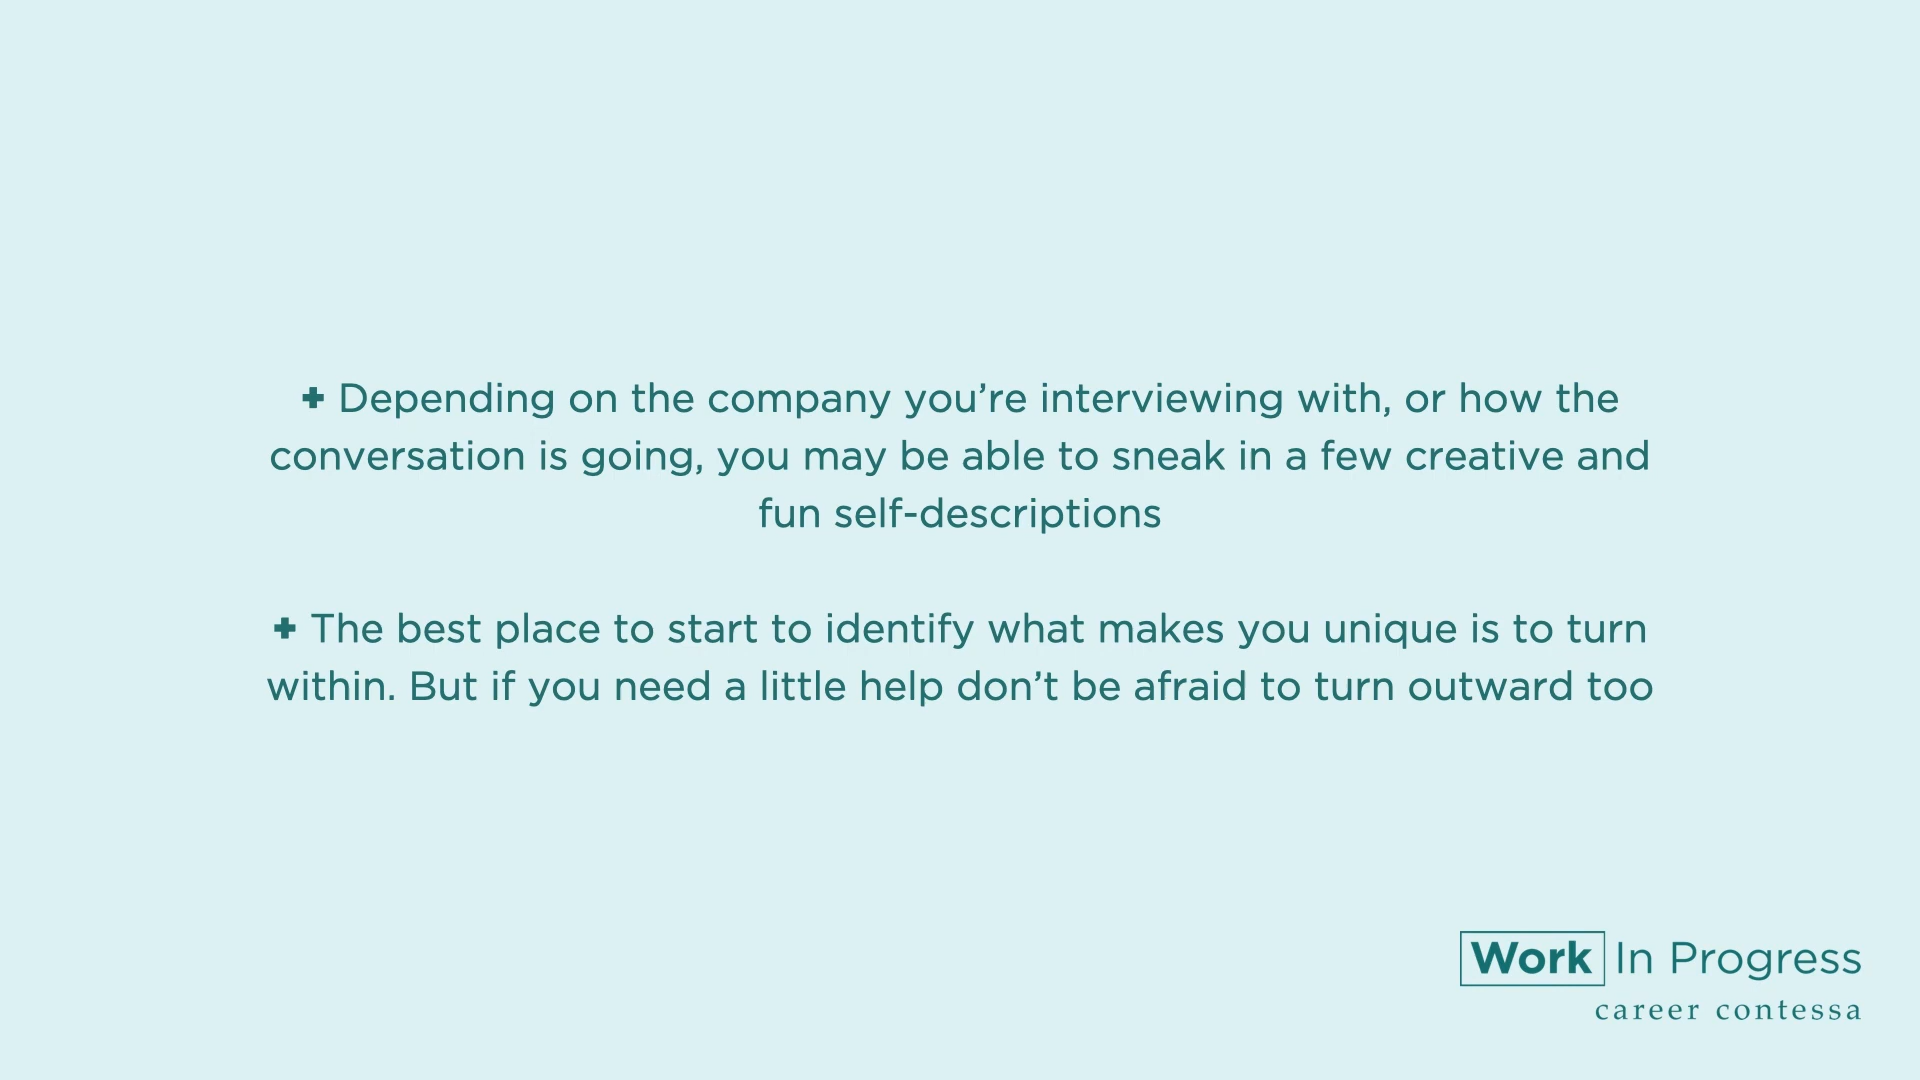 + Depending on the company you’re interviewing with, or how the
conversation is going, you may be able to sneak in a few creative and
fun self-descriptions
+ The best place to start to identify what makes you unique is to turn
within. But if you need a little help don’t be afraid to turn outward too
Work In Progress
career contessa